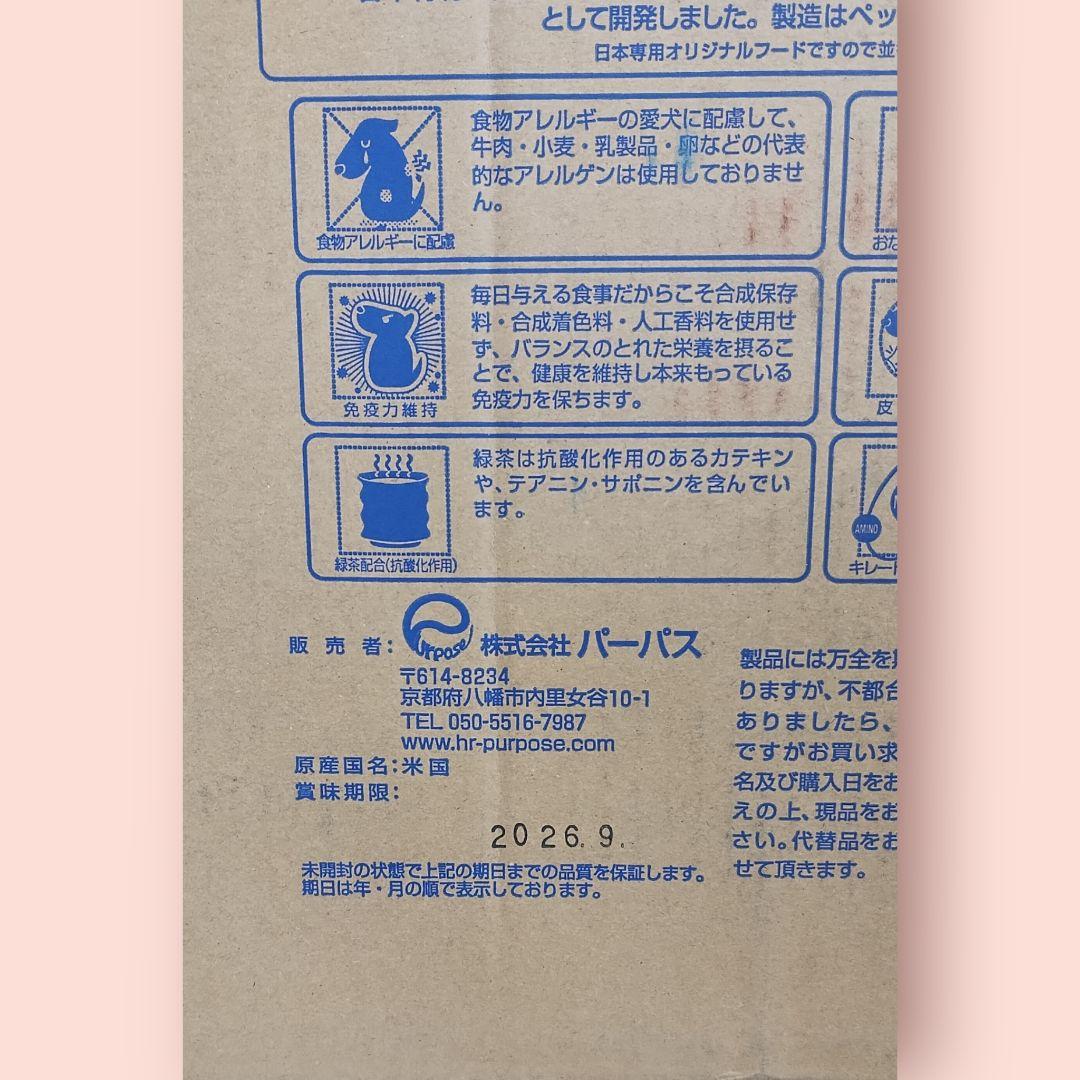 として開発しました。製造はペッ
日本専用オリジナルフードですので並
食物アレルギーの愛犬に配慮して、
牛肉・小麦・乳製品・卵などの代表
的なアレルゲンは使用しておりませ
ん。
食物アレルギーに配慮
おな
毎日与える食事だからこそ合成保存
料・合成着色料・人工香料を使用せ
ず、バランスのとれた栄養を摂るこ
とで、健康を維持し本来もっている
免疫力を保ちます。
免疫力維持
皮
緑茶は抗酸化作用のあるカテキン
や、テアニン・サポニンを含んでい
ます。
緑茶配合(抗酸化作用)
AMINO
キレー
販売者:
Hr-purpose
株式会社 パーパス
〒614-8234
京都府八幡市内里女谷10-1
TEL 050-5516-7987
www.hr-purpose.com
原産国名:米国
賞味期限:
2026.9.
未開封の状態で上記の期日までの品質を保証します。
期日は年・月の順で表示しております。
製品には万全を
りますが、不都合
ありましたら、
ですがお買い求
名及び購入日をお
えの上、現品をお
さい。代替品をお
せて頂きます。